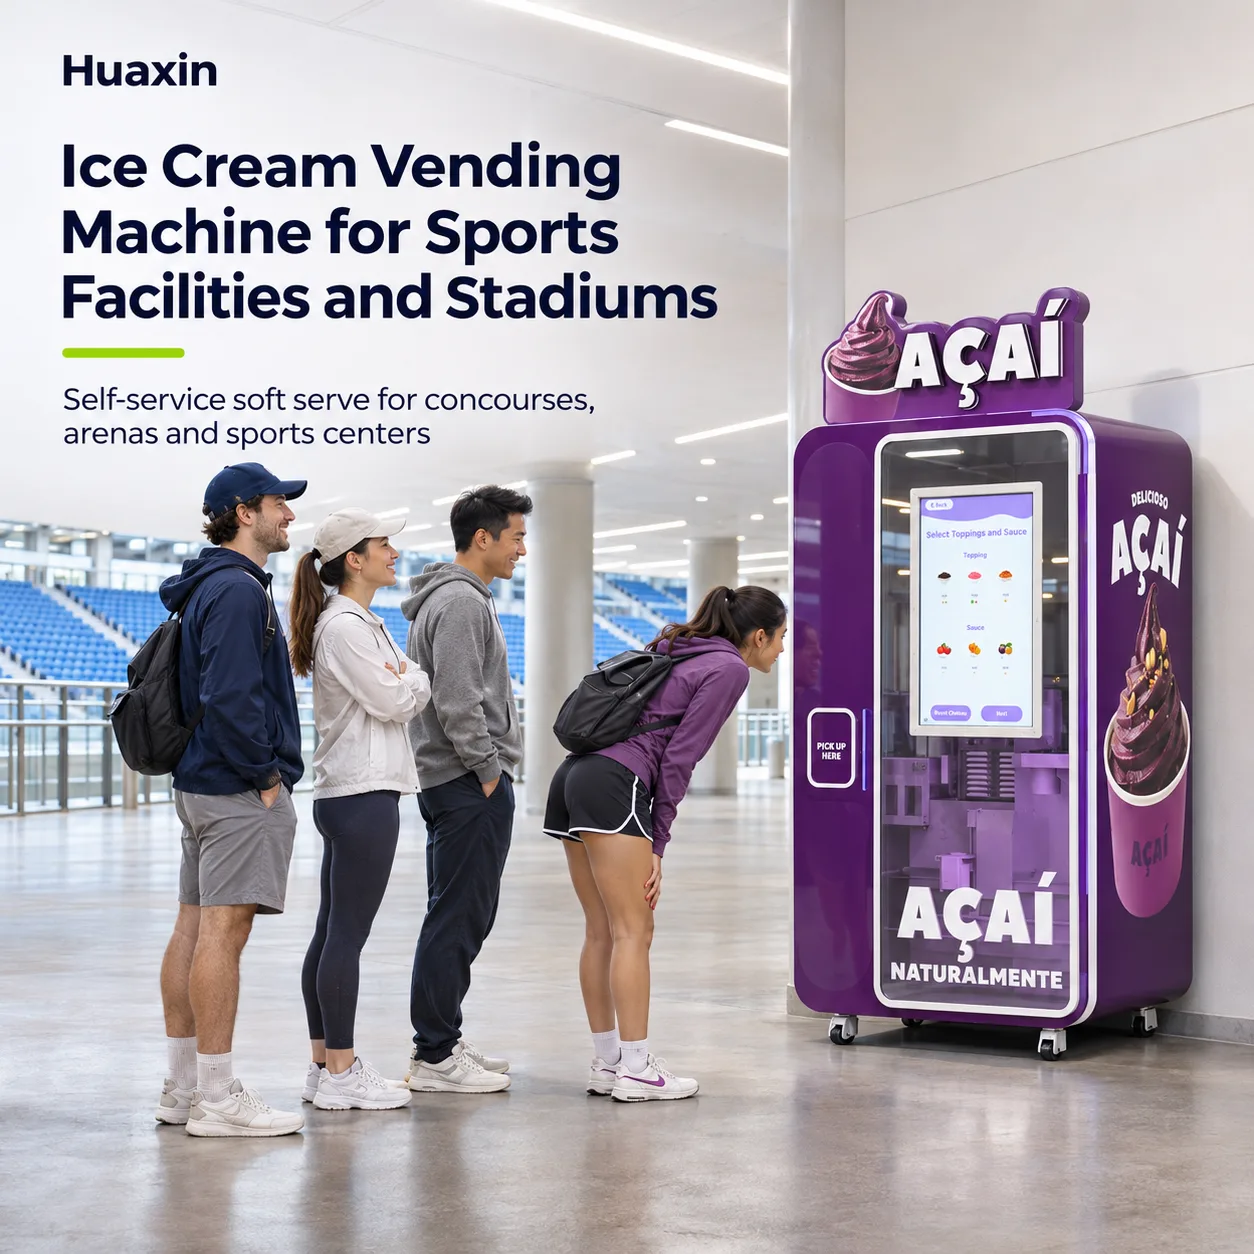 Huaxin
Ice Cream Vending
Machine for Sports
Facilities and Stadiums
Self-service soft serve for concourses,
arenas and sports centers
AÇAÍ
Back
Select Toppings and Sauce
Topping
Sauce
PICK UP
HERE
AÇAÍ
NATURALMENTE
DELICIOSO
AÇAÍ
AÇAÍ